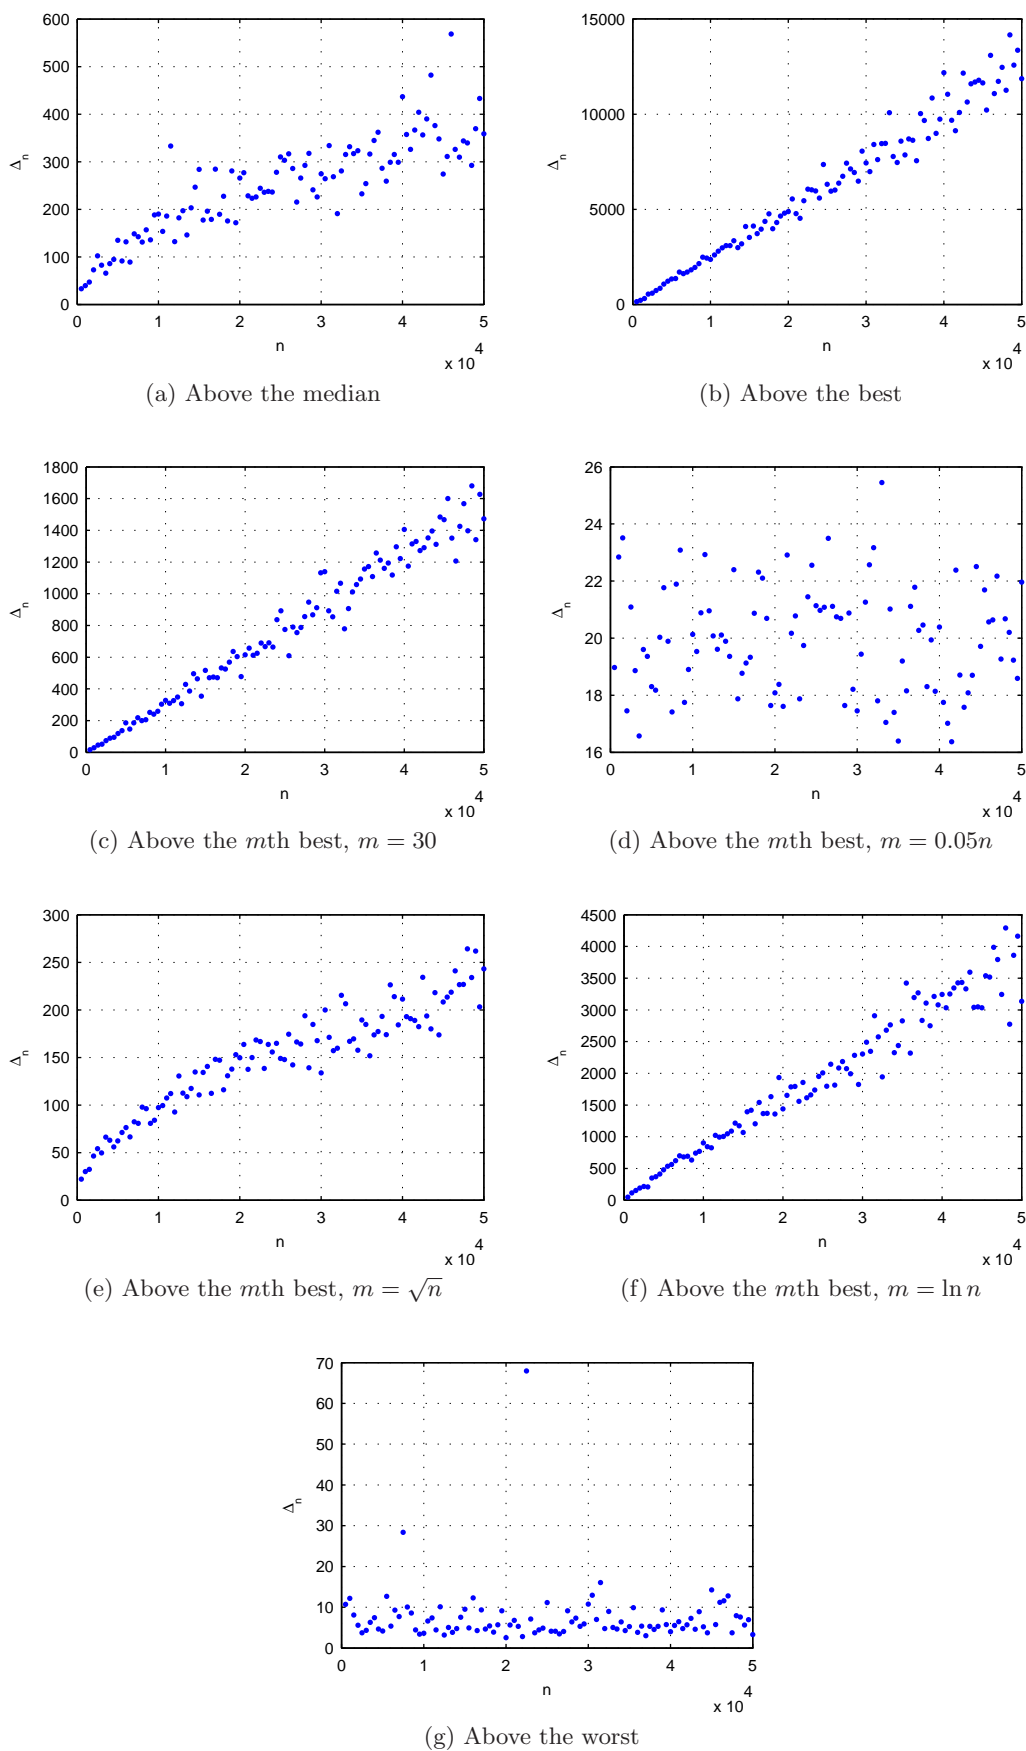 600
500
400
300
200
100
0
Δn
0 1 2 3 4 5
n
x 10 4
(a) Above the median
15000
10000
5000
0
Δn
0 1 2 3 4 5
n
x 10 4
(b) Above the best
1800
1600
1400
1200
1000
800
600
400
200
0
Δn
0 1 2 3 4 5
n
x 10 4
(c) Above the mth best, m = 30
26
24
22
20
18
16
Δn
0 1 2 3 4 5
n
x 10 4
(d) Above the mth best, m = 0.05n
300
250
200
150
100
50
0
Δn
0 1 2 3 4 5
n
x 10 4
(e) Above the mth best, m = √n
4500
4000
3500
3000
2500
2000
1500
1000
500
0
Δn
0 1 2 3 4 5
n
x 10 4
(f) Above the mth best, m = ln n
70
60
50
40
30
20
10
0
Δn
0 1 2 3 4 5
n
x 10 4
(g) Above the worst